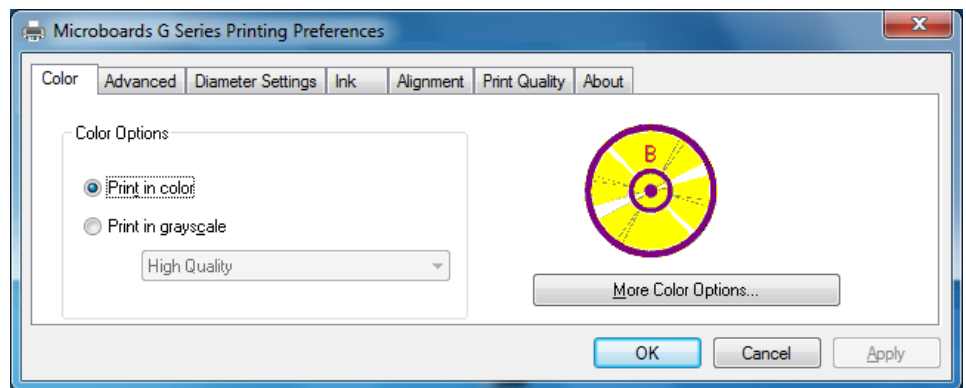 Microboards G Series Printing Preferences
Color Advanced Diameter Settings Ink Alignment Print Quality About
Color Options
B
Print in color
Print in grayscale
High Quality
More Color Options...
OK Cancel Apply